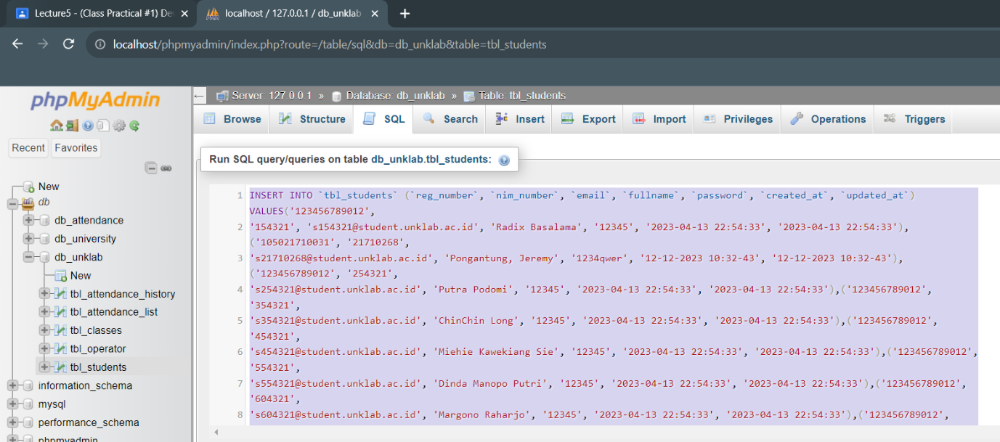 Lecture5 - (Class Practical #1) De
localhost / 127.0.0.1 / db_unklab
localhost/phpmyadmin/index.php?route=/table/sql&db=db_unklab&table=tbl_students
phpMyAdmin
Recent
Favorites
New
db
db_attendance
db_university
db_unklab
New
tbl_attendance_history
tbl_attendance_list
tbl_classes
tbl_operator
tbl_students
information_schema
mysql
performance_schema
phpmyadmin
Server: 127.0.0.1 » Database: db_unklab » Table: tbl_students
Browse Structure SQL Search Insert Export Import Privileges Operations Triggers
Run SQL query/queries on table db_unklab.tbl_students:
1 INSERT INTO `tbl_students` (`reg_number`, `nim_number`, `email`, `fullname`, `password`, `created_at`, `updated_at`)
VALUES('123456789012',
2 '154321', 's154321@student.unklab.ac.id', 'Radix Basalama', '12345', '2023-04-13 22:54:33', '2023-04-13 22:54:33'),
('105021710031', '21710268',
3 's21710268@student.unklab.ac.id', 'Pongantung, Jeremy', '1234qwer', '12-12-2023 10:32-43', '12-12-2023 10:32-43'),
('123456789012', '254321',
4 's254321@student.unklab.ac.id', 'Putra Podomi', '12345', '2023-04-13 22:54:33', '2023-04-13 22:54:33'),('123456789012',
'354321',
5 's354321@student.unklab.ac.id', 'ChinChin Long', '12345', '2023-04-13 22:54:33', '2023-04-13 22:54:33'),('123456789012',
'454321',
6 's454321@student.unklab.ac.id', 'Miehie Kawekiang Sie', '12345', '2023-04-13 22:54:33', '2023-04-13 22:54:33'),('123456789012',
'554321',
7 's554321@student.unklab.ac.id', 'Dinda Manopo Putri', '12345', '2023-04-13 22:54:33', '2023-04-13 22:54:33'),('123456789012',
'604321',
8 's604321@student.unklab.ac.id', 'Margono Raharjo', '12345', '2023-04-13 22:54:33', '2023-04-13 22:54:33'),('123456789012',